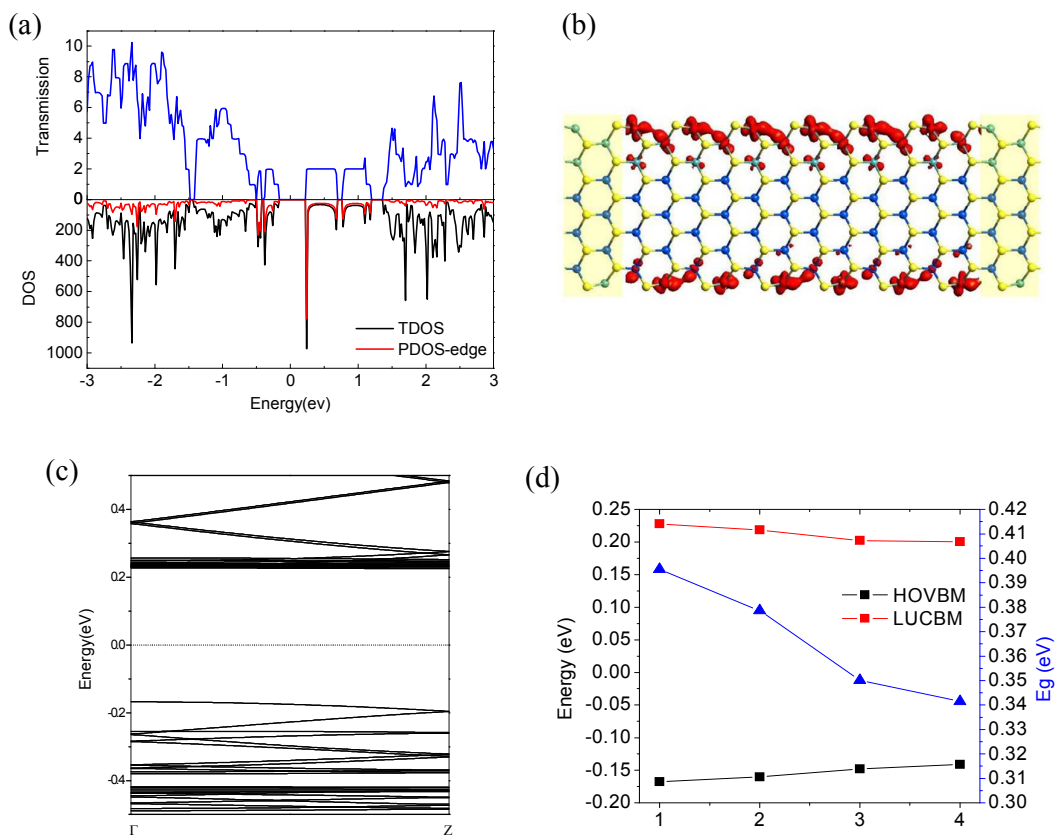 (a)
Transmission
10
8
6
4
2
0
DOS
200
400
600
800
1000
TDOS
PDOS-edge
-3 -2 -1 0 1 2 3
Energy(ev)
(b)
(c)
Energy(eV)
0.4
0.2
0.0
-0.2
-0.4
Γ Z
(d)
Energy (eV)
0.25
0.20
0.15
0.10
0.05
0.00
-0.05
-0.10
-0.15
-0.20
HOVBM
LUCBM
0.42
0.41
0.40
0.39
0.38
0.37
0.36
0.35
0.34
0.32
0.31
0.30
Eg (eV)
1 2 3 4